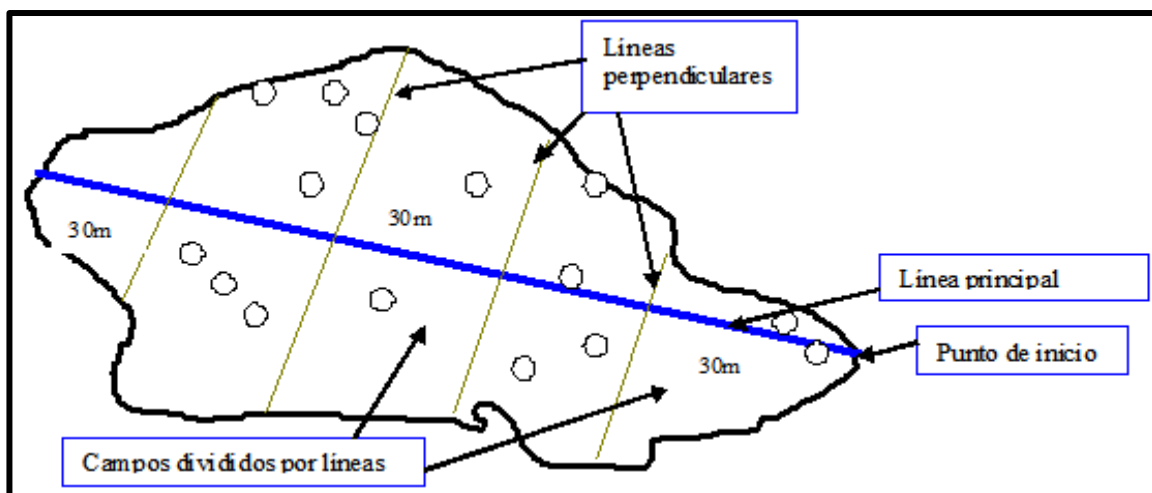 Líneas
perpendiculares
30m
30m
Línea principal
Punto de inicio
30m
Campos divididos por líneas